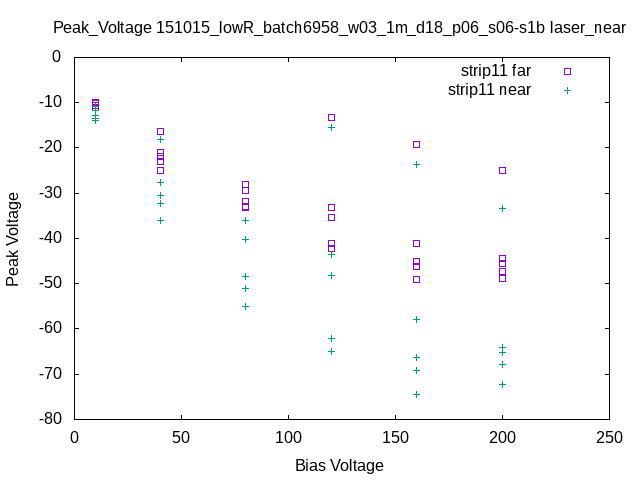 Peak_Voltage 151015_lowR_batch6958_w03_1m_d18_p06_s06-s1b laser_near
strip11 far
strip11 near
0
-10
-20
-30
-40
-50
-60
-70
-80
Peak Voltage
0 50 100 150 200 250
Bias Voltage